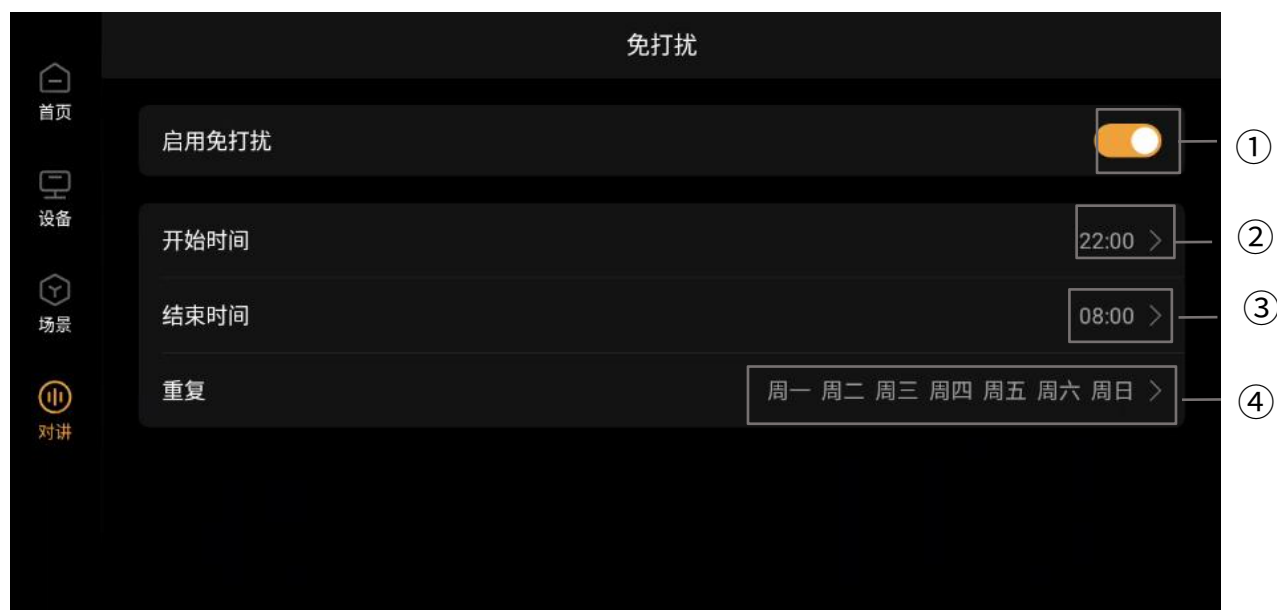 免打扰
首页
启用免打扰
①
设备
开始时间
22:00
②
场景
结束时间
08:00
③
对讲
重复
周一 周二 周三 周四 周五 周六 周日
④